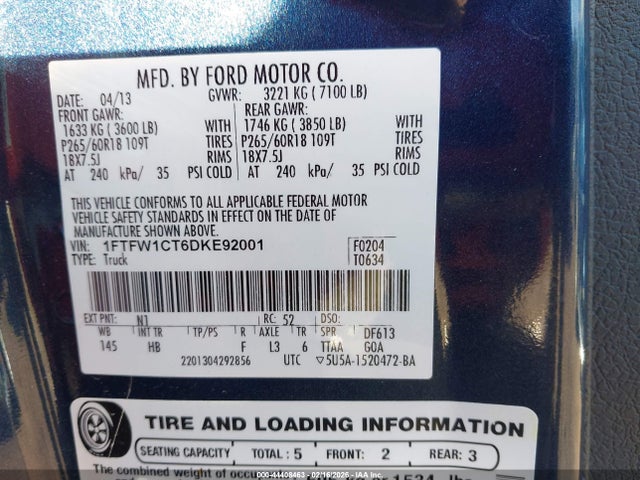 MFD. BY FORD MOTOR CO.
DATE: 04/13 GVWR: 3221 KG ( 7100 LB)
FRONT GAWR: REAR GAWR:
1633 KG ( 3600 LB) WITH 1746 KG ( 3850 LB) WITH
P265/60R18 109T TIRES P265/60R18 109T TIRES
18X7.5J RIMS 18X7.5J RIMS
AT 240 kPa/ 35 PSI COLD AT 240 kPa/ 35 PSI COLD
THIS VEHICLE CONFORMS TO ALL APPLICABLE FEDERAL MOTOR
VEHICLE SAFETY STANDARDS IN EFFECT ON THE DATE OF
MANUFACTURE SHOWN ABOVE.
VIN: 1FTFW1CT6DKE92001 F0204
TYPE: Truck T0634
EXT PNT: N1 RC: 52 DSO:
WB INT TR TP/PS R AXLE TR SPR DF613
145 HB F L3 6 TTAA GOA
2201304292856 UTC ▽5U5A-1520472-BA
TIRE AND LOADING INFORMATION
SEATING CAPACITY TOTAL : 5 FRONT: 2 REAR: 3
The combined weight of
000-44408463 - 02/16/2026 - IAA Inc.